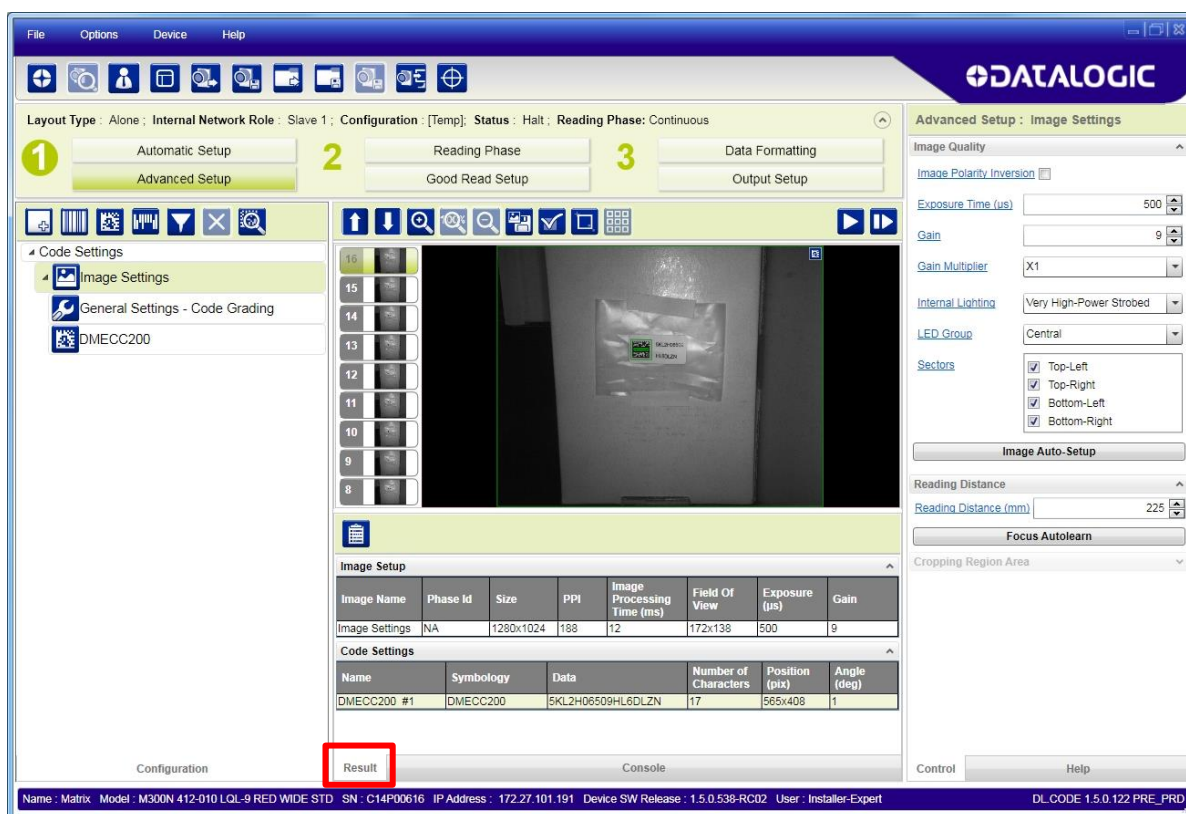 File Options Device Help
DATALOGIC
Layout Type : Alone ; Internal Network Role : Slave 1 ; Configuration : [Temp]; Status : Halt ; Reading Phase: Continuous
1 Automatic Setup 2 Reading Phase 3 Data Formatting
Advanced Setup Good Read Setup Output Setup
Code Settings
Image Settings
General Settings - Code Grading
DMECC200
Configuration
16
15
14
13
12
11
10
9
8
Image Setup
Image Name Phase Id Size PPI Image Processing Time (ms) Field Of View Exposure (µs) Gain
Image Settings NA 1280x1024 188 12 172x138 500 9
Code Settings
Name Symbology Data Number of Characters Position (pix) Angle (deg)
DMECC200 #1 DMECC200 5KL2H06509HL6DLZN 17 565x408 1
Result Console
Advanced Setup : Image Settings
Image Quality
Image Polarity Inversion
Exposure Time (µs) 500
Gain 9
Gain Multiplier X1
Internal Lighting Very High-Power Strobed
LED Group Central
Sectors Top-Left
Top-Right
Bottom-Left
Bottom-Right
Image Auto-Setup
Reading Distance
Reading Distance (mm) 225
Focus Autolearn
Cropping Region Area
Control Help
Name : Matrix Model : M300N 412-010 LQL-9 RED WIDE STD SN : C14P00616 IP Address : 172.27.101.191 Device SW Release : 1.5.0.538-RC02 User : Installer-Expert DL.CODE 1.5.0.122 PRE_PRD